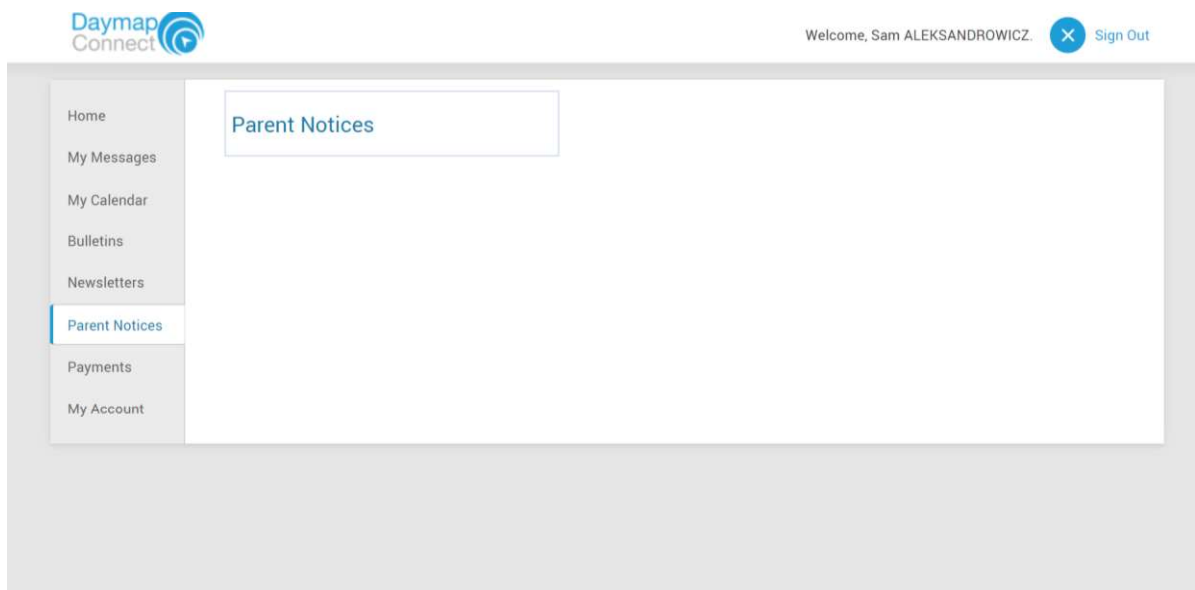 Daymap
Connect
Welcome, Sam ALEKSANDROWICZ.
Sign Out
Home
My Messages
My Calendar
Bulletins
Newsletters
Parent Notices
Payments
My Account
Parent Notices